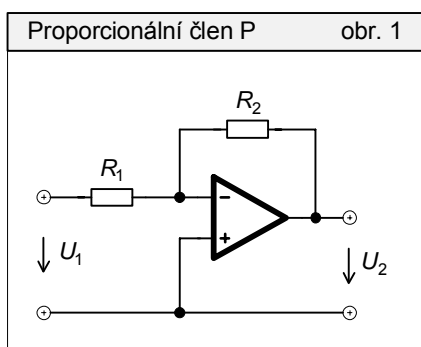 Proporcionální člen P obr. 1
R2
R1
−
+
U1
U2